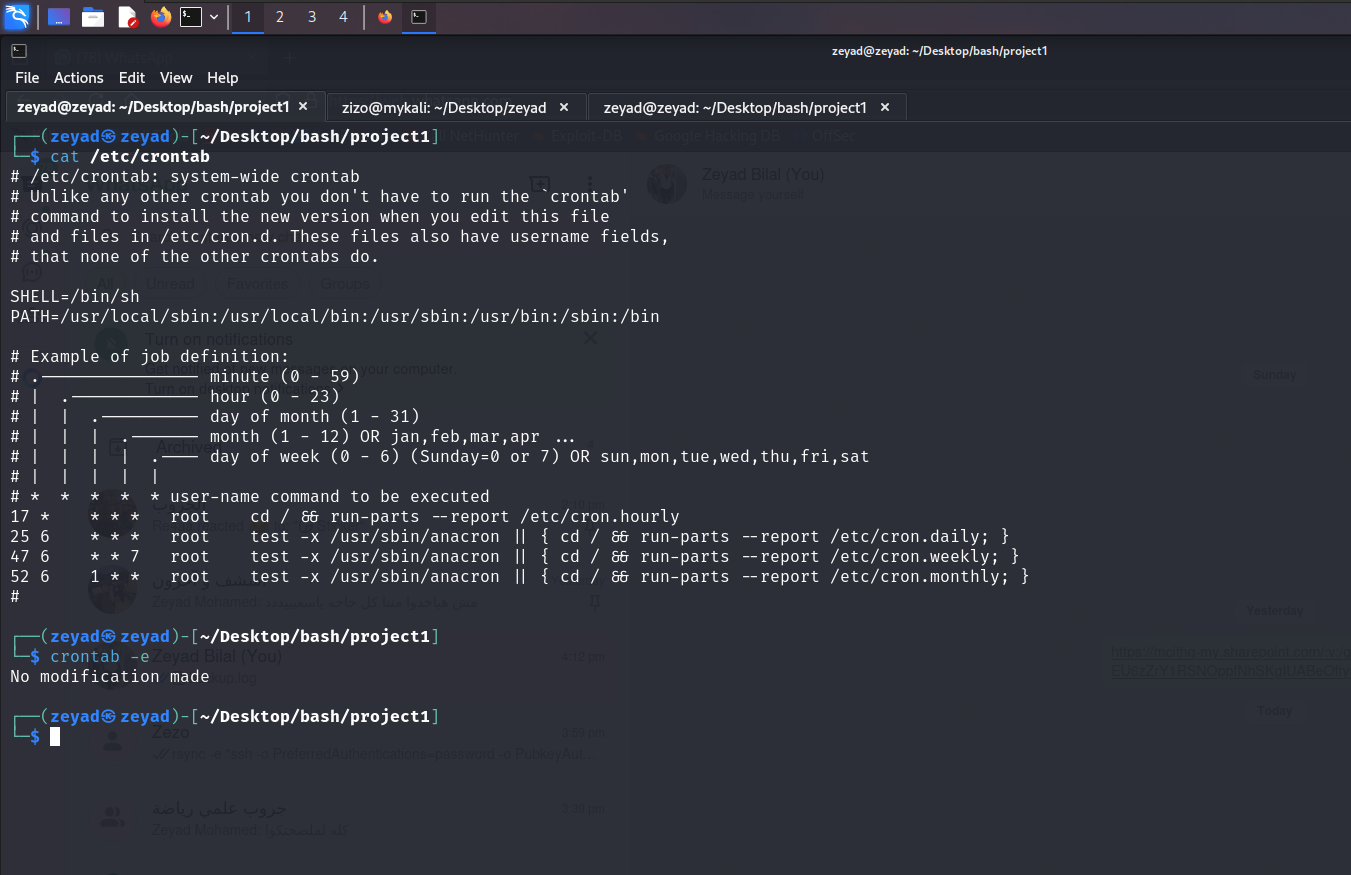 1 2 3 4
zeyad@zeyad: ~/Desktop/bash/project1
File Actions Edit View Help
zeyad@zeyad: ~/Desktop/bash/project1 × zizo@mykali: ~/Desktop/zeyad × zeyad@zeyad: ~/Desktop/bash/project1 ×
┌──(zeyad㉿zeyad)-[~/Desktop/bash/project1]
└─$ cat /etc/crontab
# /etc/crontab: system-wide crontab
# Unlike any other crontab you don't have to run the `crontab'
# command to install the new version when you edit this file
# and files in /etc/cron.d. These files also have username fields,
# that none of the other crontabs do.
SHELL=/bin/sh
PATH=/usr/local/sbin:/usr/local/bin:/usr/sbin:/usr/bin:/sbin:/bin
# Example of job definition:
# .---------------- minute (0 - 59)
# |  .------------- hour (0 - 23)
# |  |  .---------- day of month (1 - 31)
# |  |  |  .------- month (1 - 12) OR jan,feb,mar,apr ...
# |  |  |  |  .---- day of week (0 - 6) (Sunday=0 or 7) OR sun,mon,tue,wed,thu,fri,sat
# |  |  |  |  |
# *  *  *  *  * user-name command to be executed
17 *    * * *   root    cd / && run-parts --report /etc/cron.hourly
25 6    * * *   root    test -x /usr/sbin/anacron || { cd / && run-parts --report /etc/cron.daily; }
47 6    * * 7   root    test -x /usr/sbin/anacron || { cd / && run-parts --report /etc/cron.weekly; }
52 6    1 * *   root    test -x /usr/sbin/anacron || { cd / && run-parts --report /etc/cron.monthly; }
#
┌──(zeyad㉿zeyad)-[~/Desktop/bash/project1]
└─$ crontab -e
No modification made
┌──(zeyad㉿zeyad)-[~/Desktop/bash/project1]
└─$